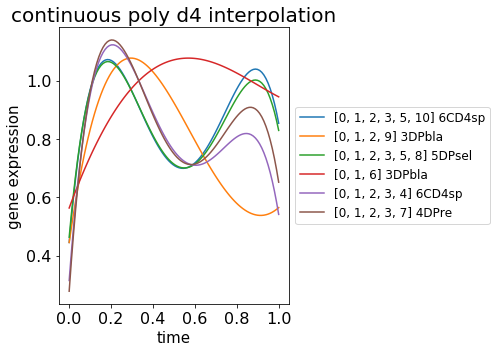 continuous poly d4 interpolation
gene expression
1.0
0.8
0.6
0.4
0.0 0.2 0.4 0.6 0.8 1.0
time
[0, 1, 2, 3, 5, 10] 6CD4sp
[0, 1, 2, 9] 3DPbla
[0, 1, 2, 3, 5, 8] 5DPsel
[0, 1, 6] 3DPbla
[0, 1, 2, 3, 4] 6CD4sp
[0, 1, 2, 3, 7] 4DPre